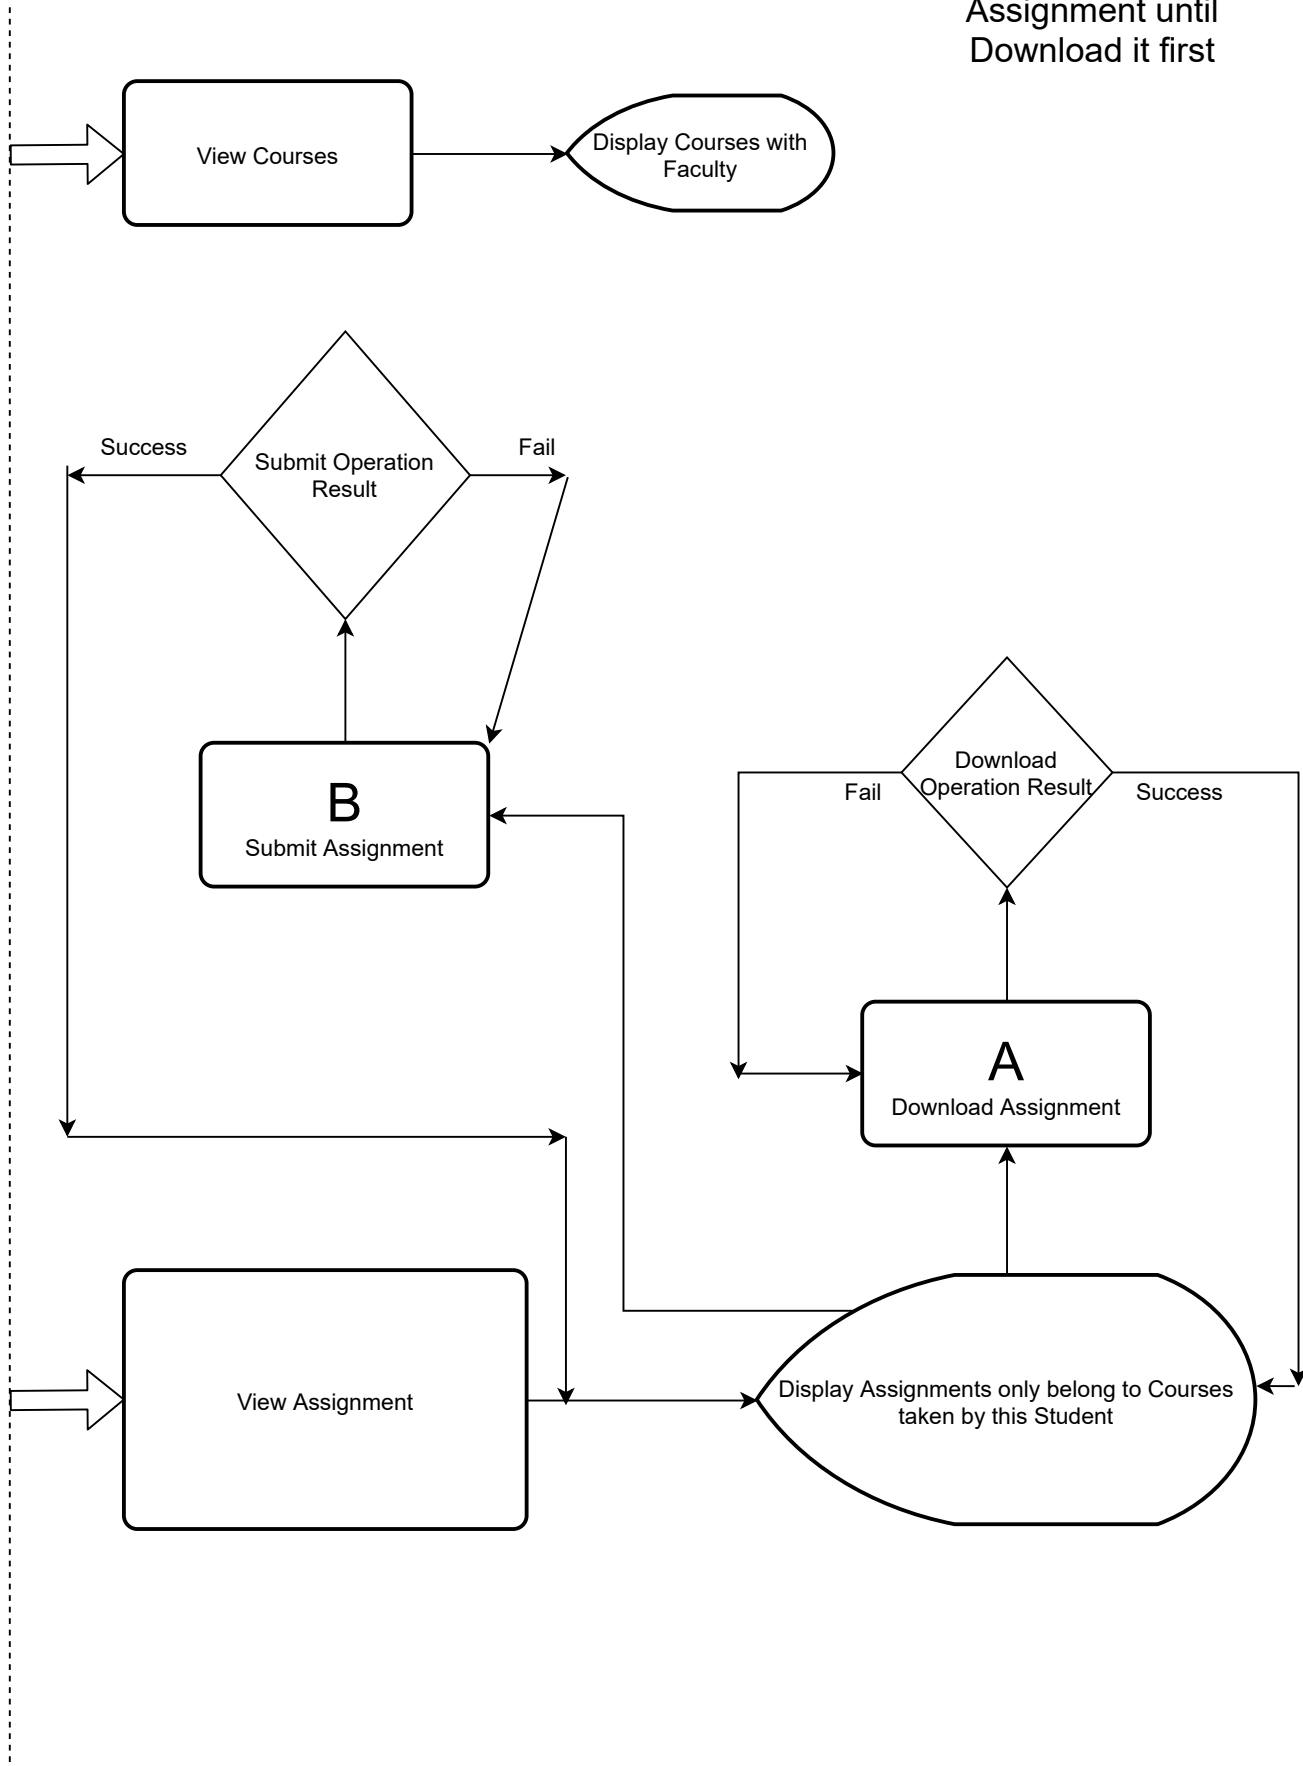 Assignment until
Download it first
View Courses
Display Courses with
Faculty
Success
Fail
Submit Operation
Result
B
Submit Assignment
Download
Operation Result
Fail
Success
A
Download Assignment
View Assignment
Display Assignments only belong to Courses
taken by this Student